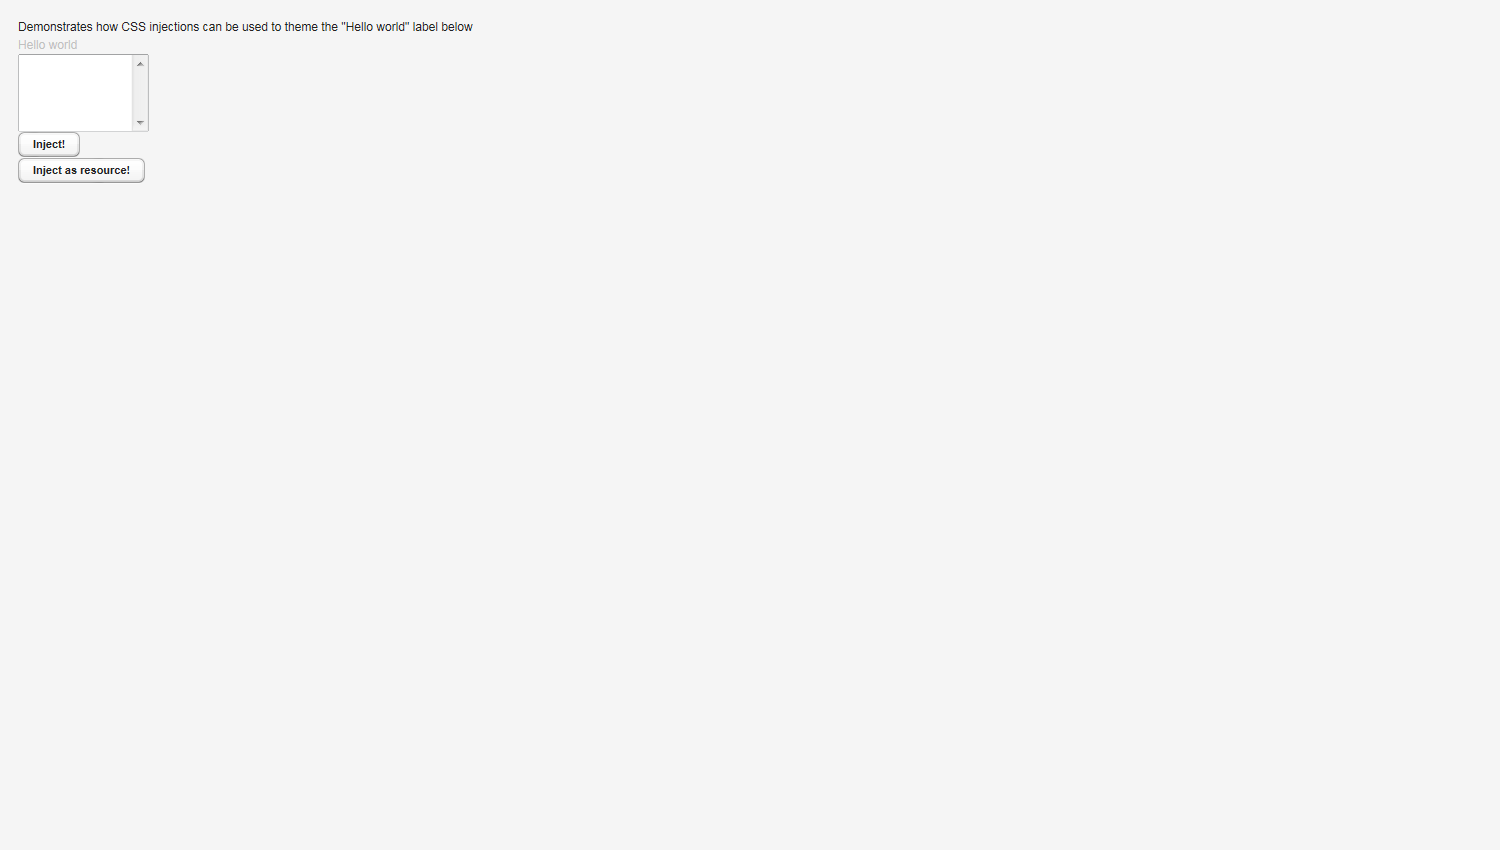 Demonstrates how CSS injections can be used to theme the "Hello world" label below
Hello world
Inject!
Inject as resource!